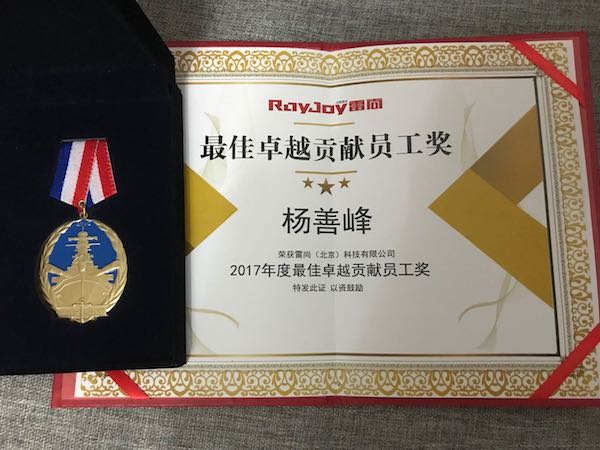 RayJoy雷尚
最佳卓越贡献员工奖
杨善峰
荣获雷尚（北京）科技有限公司
2017年度最佳卓越贡献员工奖
特发此证 以资鼓励